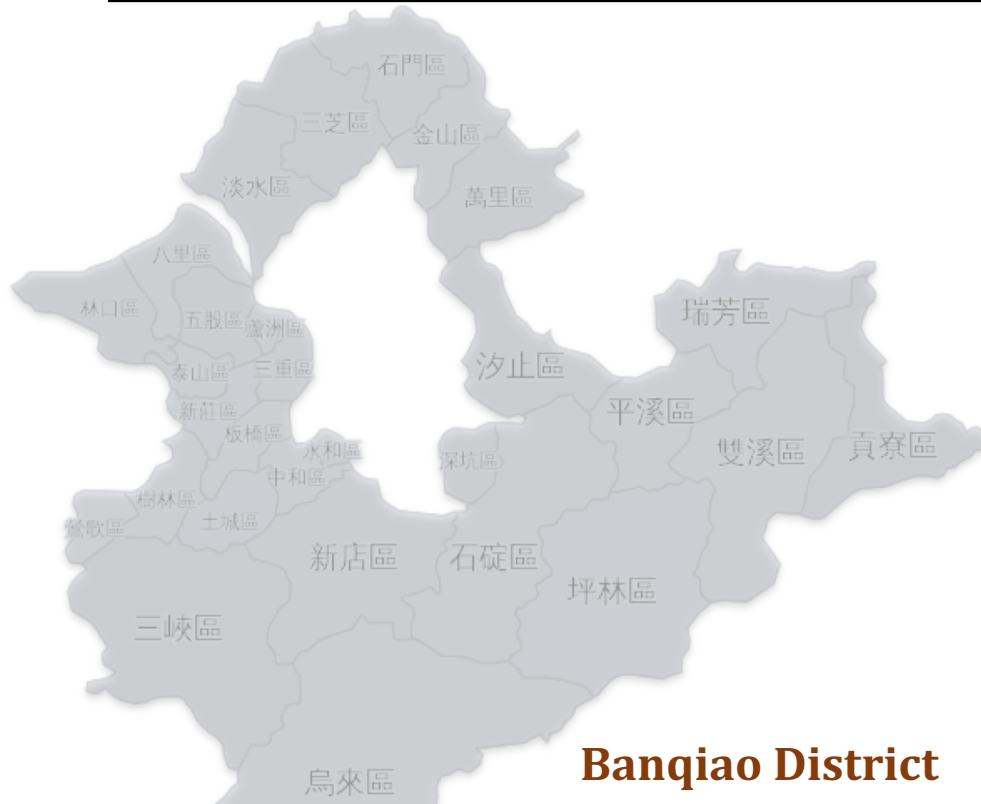 石門區
三芝區
金山區
淡水區
萬里區
八里區
林口區
五股區
蘆洲區
瑞芳區
汐止區
泰山區
三重區
新莊區
平溪區
板橋區
永和區
雙溪區
貢寮區
深坑區
中和區
樹林區
土城區
鶯歌區
新店區
石碇區
坪林區
三峽區
烏來區
Banqiao District